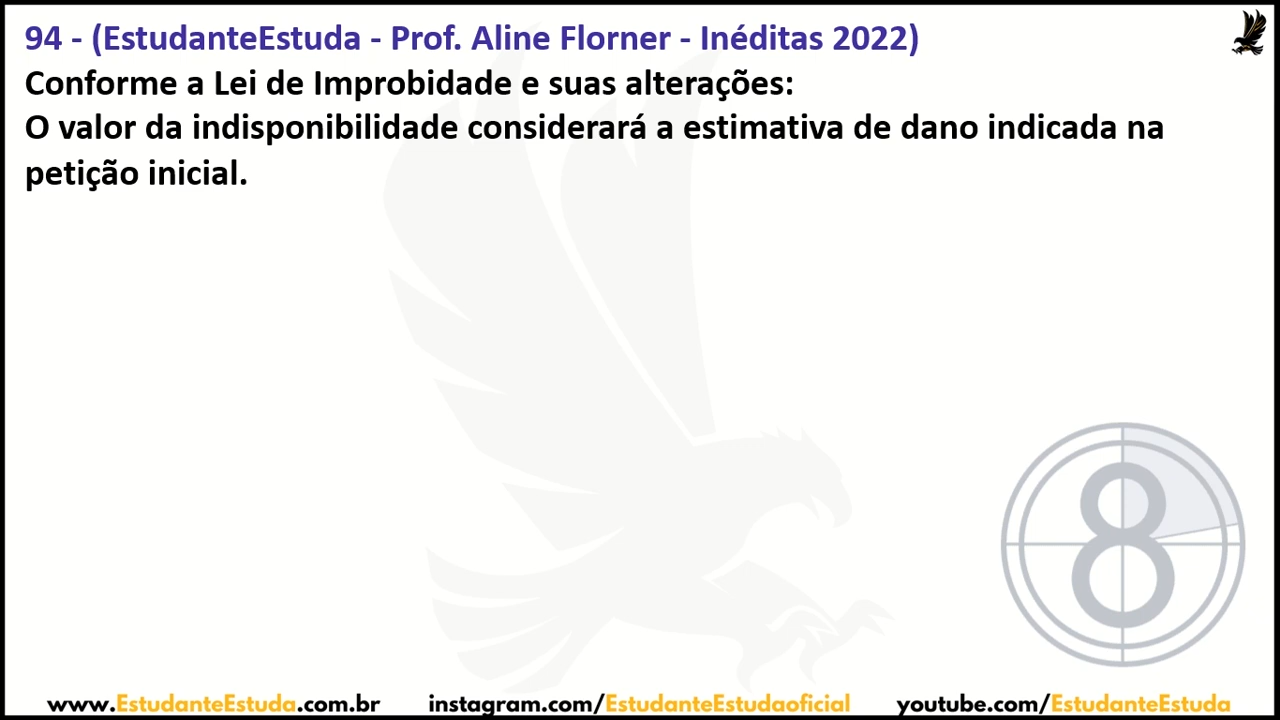 94 - (EstudanteEstuda - Prof. Aline Florner - Inéditas 2022)
Conforme a Lei de Improbidade e suas alterações:
O valor da indisponibilidade considerará a estimativa de dano indicada na
petição inicial.
8
www.EstudanteEstuda.com.br instagram.com/EstudanteEstudaoficial youtube.com/EstudanteEstuda